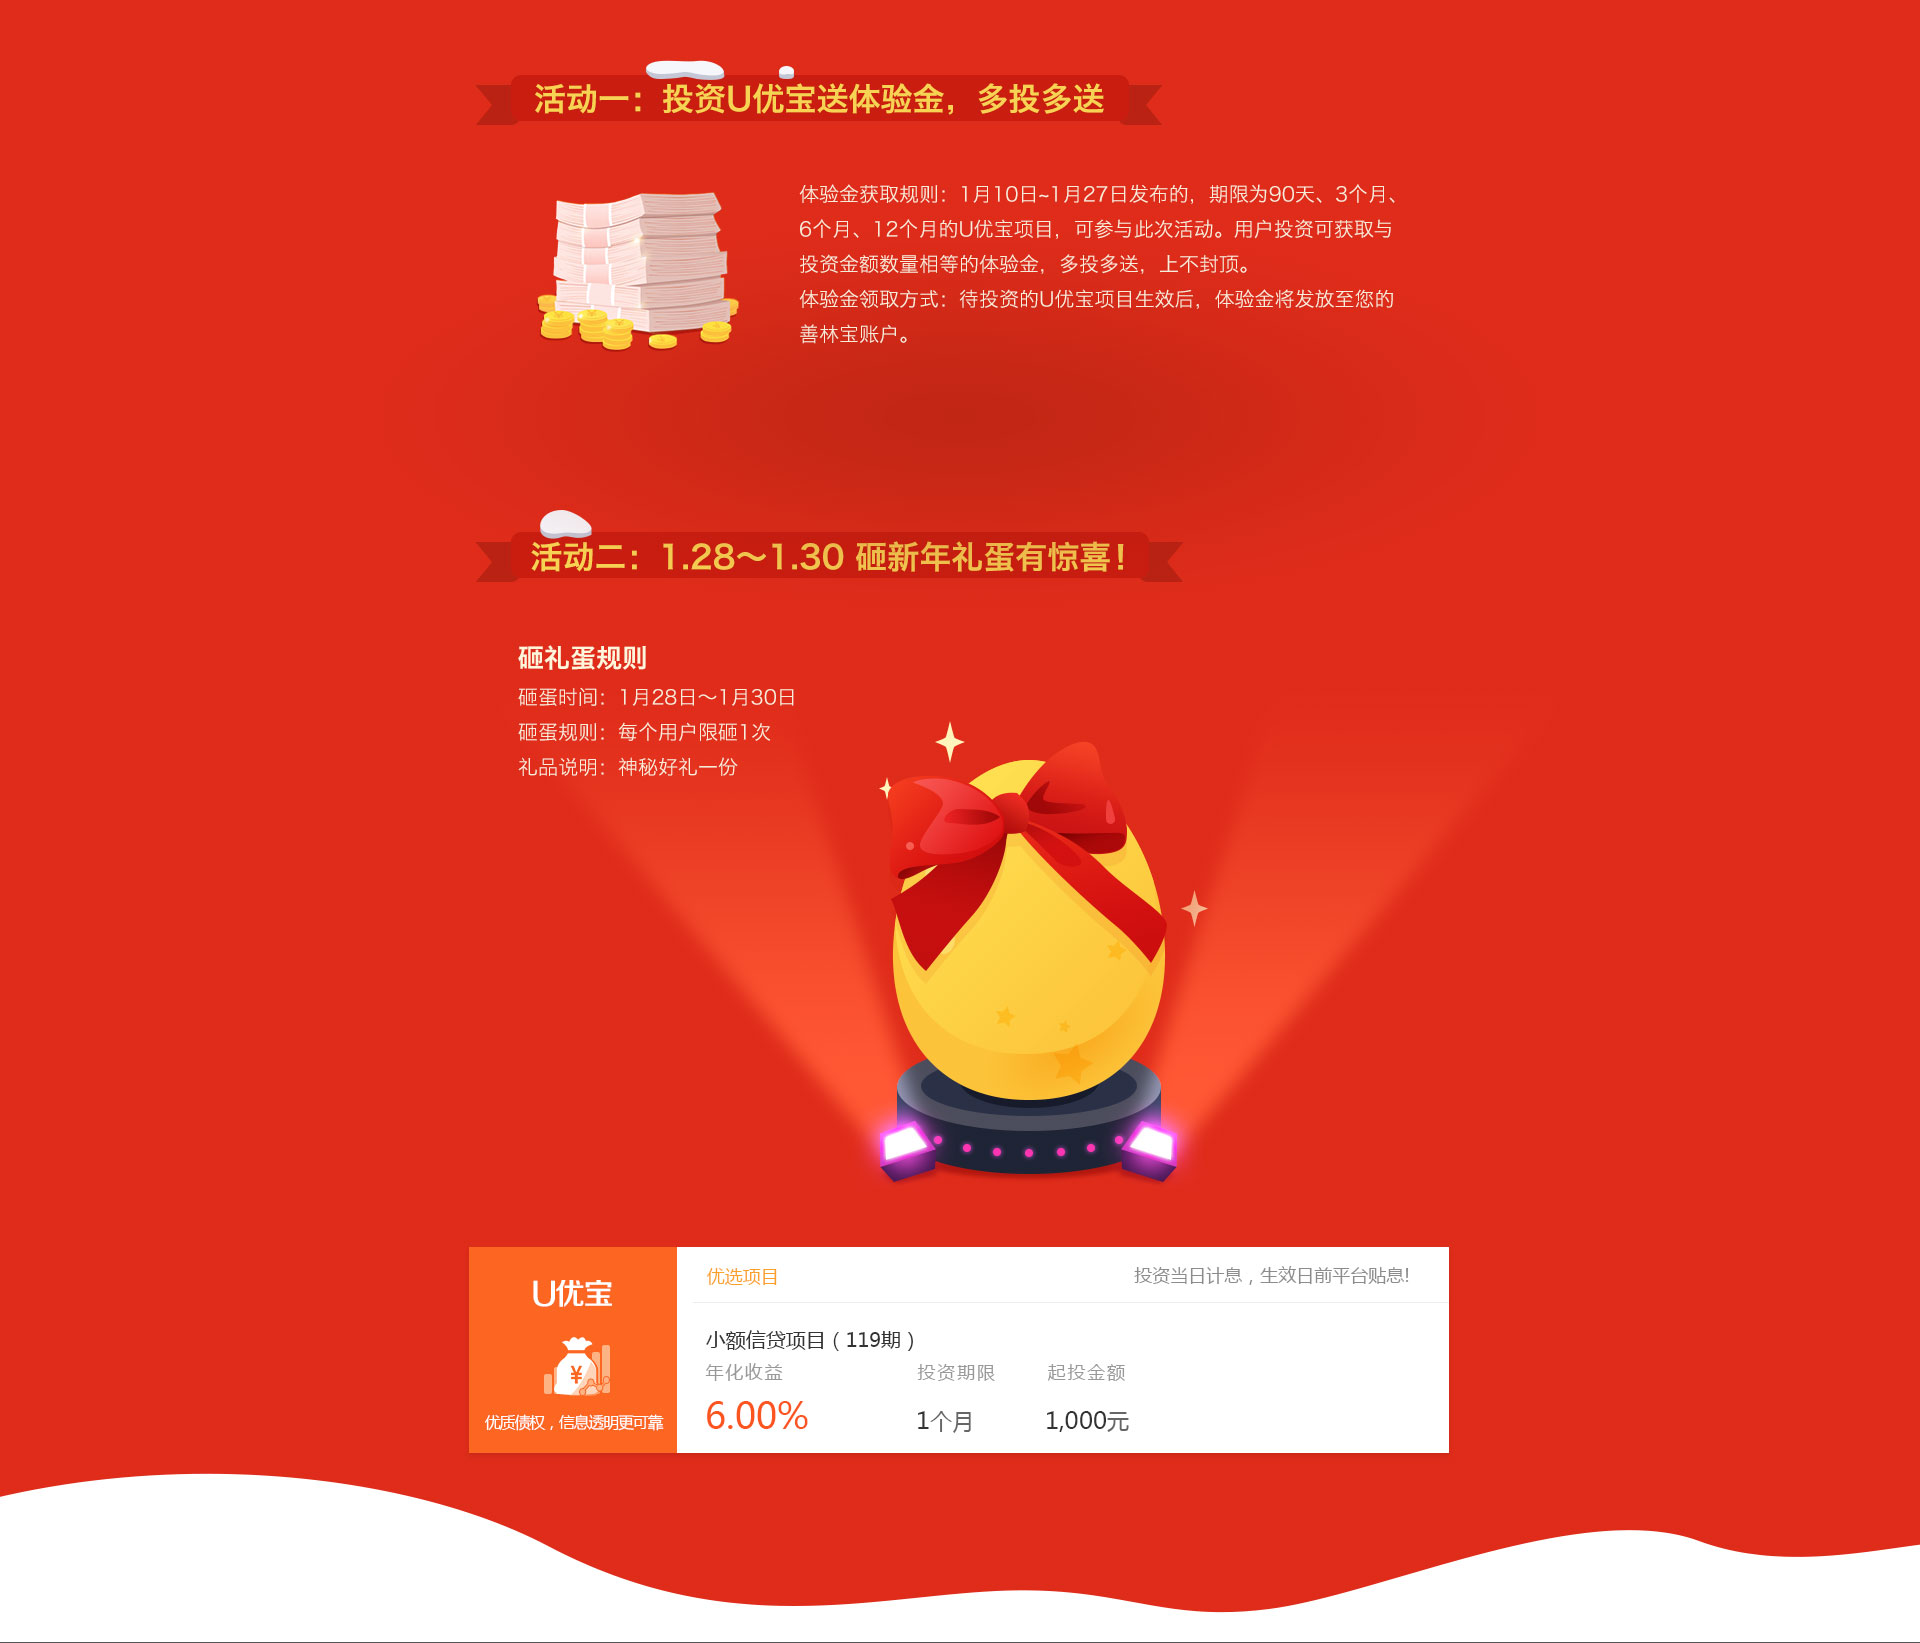 活动一：投资U优宝送体验金，多投多送
体验金获取规则：1月10日~1月27日发布的，期限为90天、3个月、
6个月、12个月的U优宝项目，可参与此次活动。用户投资可获取与
投资金额数量相等的体验金，多投多送，上不封顶。
体验金领取方式：待投资的U优宝项目生效后，体验金将发放至您的
善林宝账户。
活动二：1.28～1.30 砸新年礼蛋有惊喜！
砸礼蛋规则
砸蛋时间：1月28日～1月30日
砸蛋规则：每个用户限砸1次
礼品说明：神秘好礼一份
U优宝
¥
优质债权，信息透明更可靠
优选项目
投资当日计息，生效日前平台贴息!
小额信贷项目（119期）
年化收益 投资期限 起投金额
6.00% 1个月 1,000元